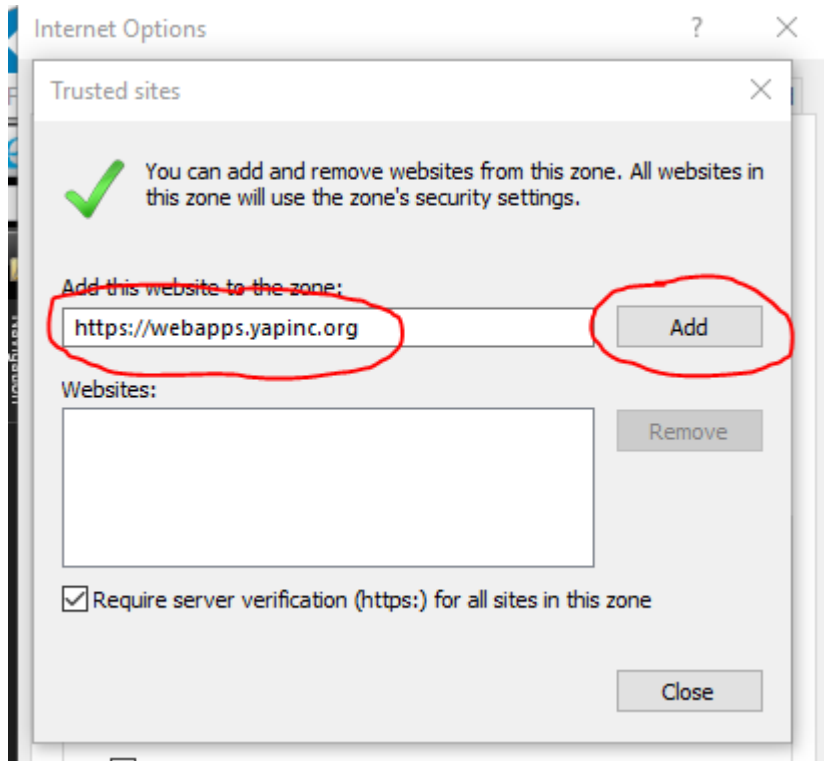 Internet Options
Trusted sites
You can add and remove websites from this zone. All websites in
this zone will use the zone's security settings.
Add this website to the zone:
https://webapps.yapinc.org
Add
Websites:
Remove
Require server verification (https:) for all sites in this zone
Close
Navigation